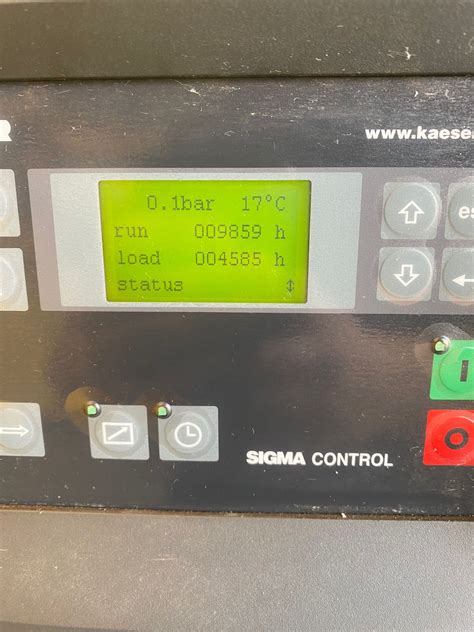 www.kaese
0.1bar 17°C
run 009859 h
load 004585 h
status
SIGMA CONTROL